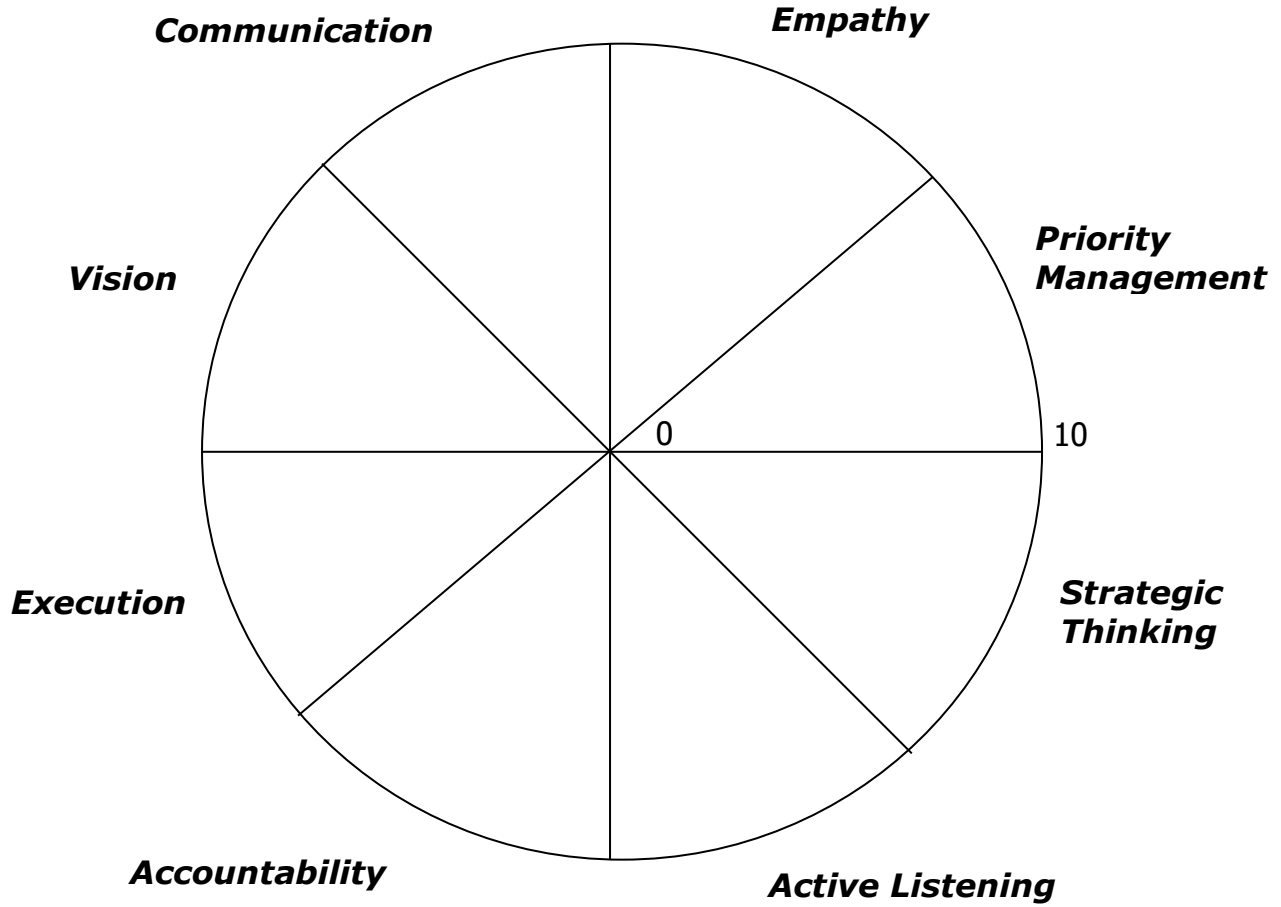 Communication
Empathy
Priority
Management
Vision
0
10
Execution
Strategic
Thinking
Accountability
Active Listening